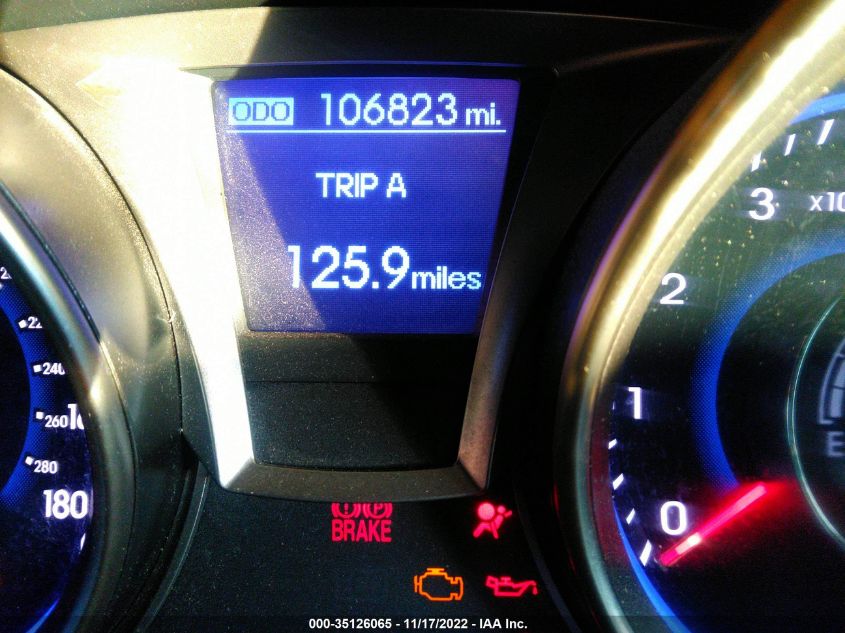 ODO 106823 mi.
TRIP A
125.9 miles
3 x10
2
1
0
E
240
260
280
180
BRAKE
000-35126065 - 11/17/2022 - IAA Inc.